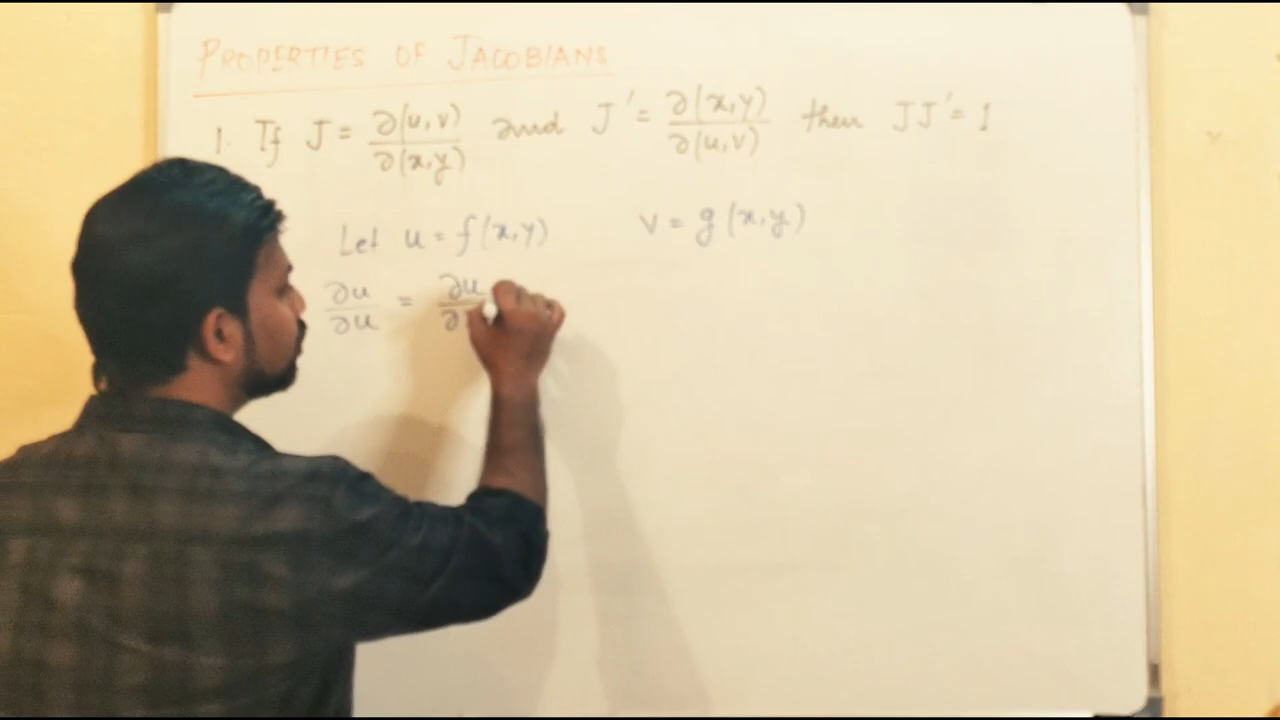 PROPERTIES OF JACOBIANS
1. If J = ∂(u,v)/∂(x,y) and J' = ∂(x,y)/∂(u,v) then JJ' = 1
Let u = f(x,y) v = g(x,y)
∂u/∂u = ∂u/∂